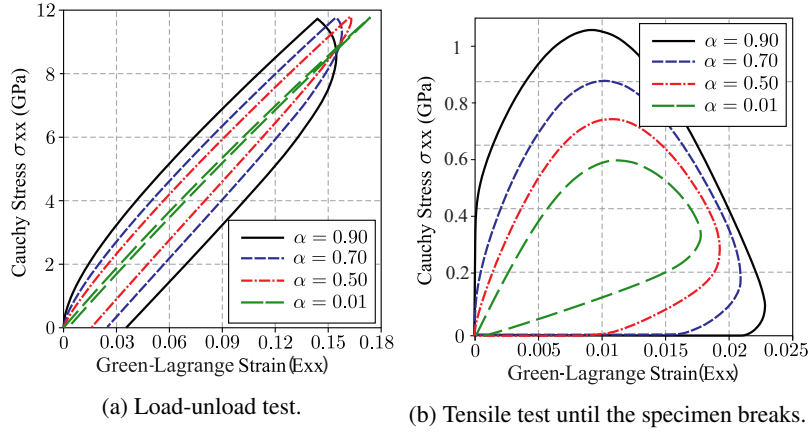 12
10
8
6
4
2
0
Cauchy Stress σxx (GPa)
α = 0.90
α = 0.70
α = 0.50
α = 0.01
0 0.03 0.06 0.09 0.12 0.15 0.18
Green-Lagrange Strain(Exx)
(a) Load-unload test.
1
0.8
0.6
0.4
0.2
0
Cauchy Stress σxx (GPa)
α = 0.90
α = 0.70
α = 0.50
α = 0.01
0 0.005 0.01 0.015 0.02 0.025
Green-Lagrange Strain(Exx)
(b) Tensile test until the specimen breaks.